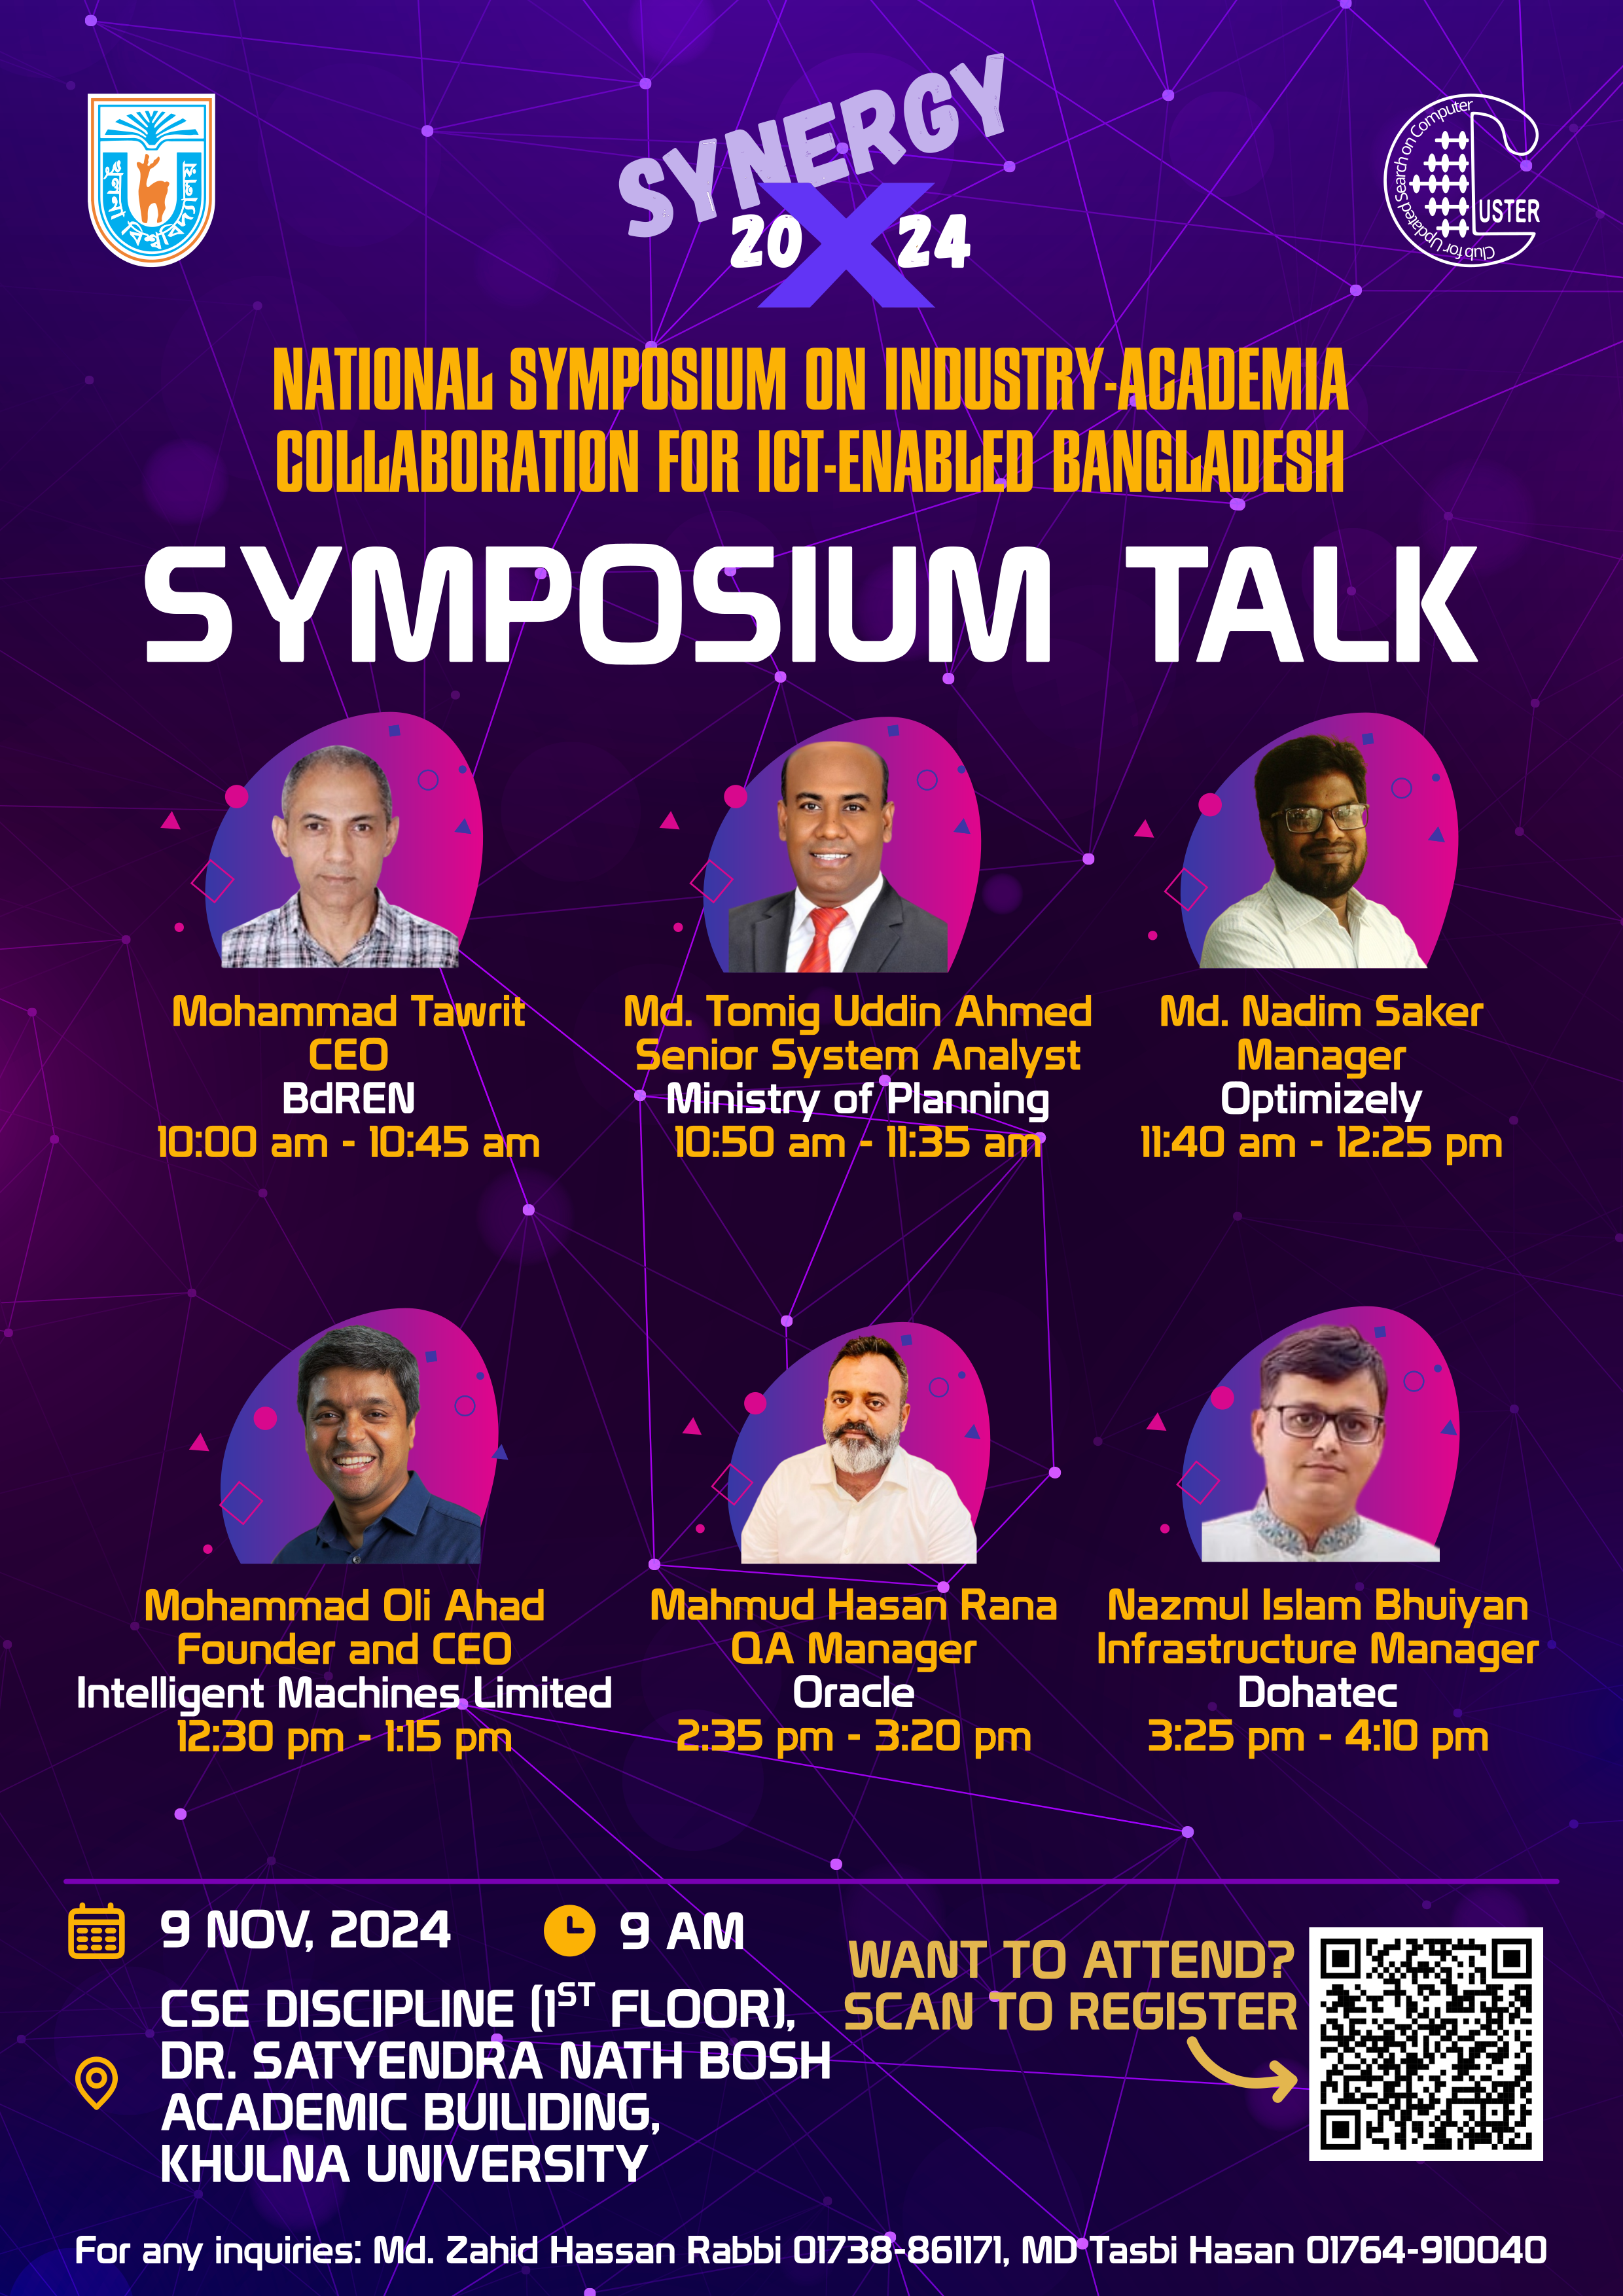 খুলনা বিশ্ববিদ্যালয়
SYNERGY
20X24
Club for Updated Search on Computer
CLUSTER
NATIONAL SYMPOSIUM ON INDUSTRY-ACADEMIA
COLLABORATION FOR ICT-ENABLED BANGLADESH
SYMPOSIUM TALK
Mohammad Tawrit
CEO
BdREN
10:00 am - 10:45 am
Md. Tomig Uddin Ahmed
Senior System Analyst
Ministry of Planning
10:50 am - 11:35 am
Md. Nadim Saker
Manager
Optimizely
11:40 am - 12:25 pm
Mohammad Oli Ahad
Founder and CEO
Intelligent Machines Limited
12:30 pm - 1:15 pm
Mahmud Hasan Rana
QA Manager
Oracle
2:35 pm - 3:20 pm
Nazmul Islam Bhuiyan
Infrastructure Manager
Dohatec
3:25 pm - 4:10 pm
9 NOV, 2024
9 AM
CSE DISCIPLINE (1ST FLOOR),
DR. SATYENDRA NATH BOSH
ACADEMIC BUILIDING,
KHULNA UNIVERSITY
WANT TO ATTEND?
SCAN TO REGISTER
For any inquiries: Md. Zahid Hassan Rabbi 01738-861171, MD Tasbi Hasan 01764-910040